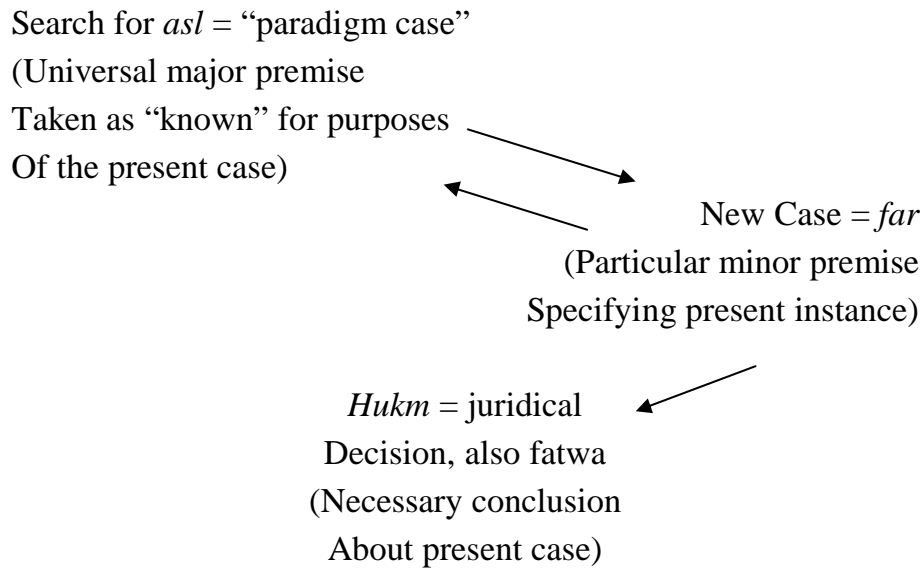 Search for asl = “paradigm case”
(Universal major premise
Taken as “known” for purposes
Of the present case)
New Case = far
(Particular minor premise
Specifying present instance)
Hukm = juridical
Decision, also fatwa
(Necessary conclusion
About present case)